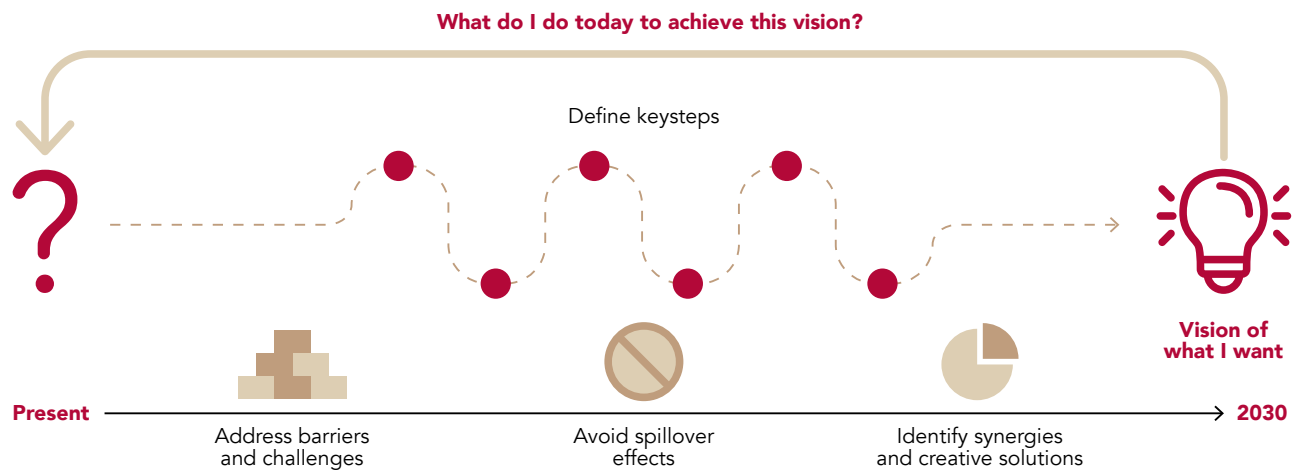 What do I do today to achieve this vision?
Define keysteps
Vision of
what I want
Present
2030
Address barriers
and challenges
Avoid spillover
effects
Identify synergies
and creative solutions